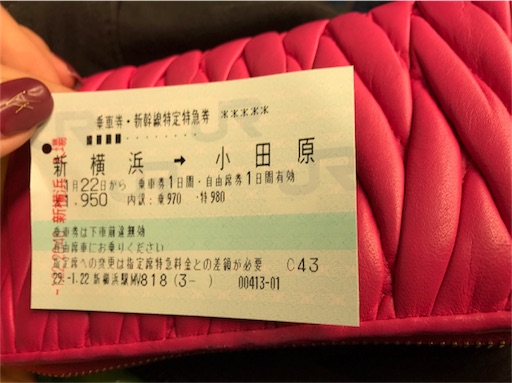 乗車券・新幹線特定特急券 *****
新横浜 → 小田原
月22日から 乗車券1日間・自由席券1日間有効
950 内訳:乗970・特980
乗車券は下車前途無効
自由席車にお乗りください
指定席への変更は指定席特急料金との差額が必要 C43
29.-1.22 新横浜駅MV818 (3- ) 00413-01
新横浜